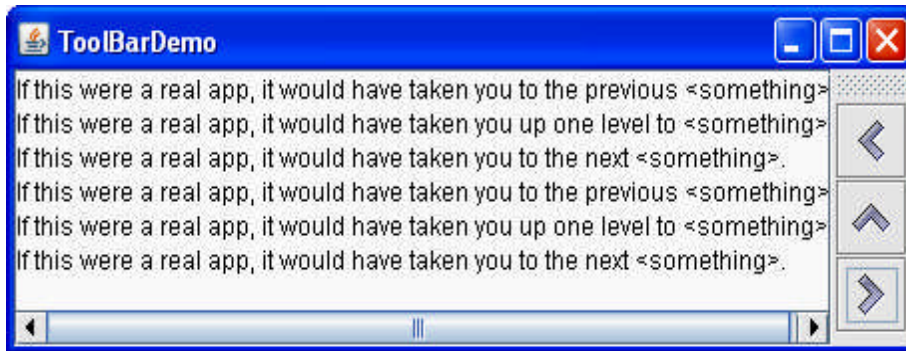 ToolBarDemo
If this were a real app, it would have taken you to the previous <something>
If this were a real app, it would have taken you up one level to <something>
If this were a real app, it would have taken you to the next <something>.
If this were a real app, it would have taken you to the previous <something>
If this were a real app, it would have taken you up one level to <something>
If this were a real app, it would have taken you to the next <something>.